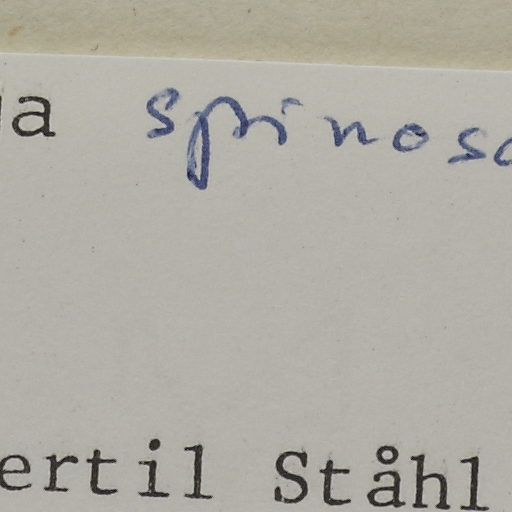 a spinosa
ertil Ståhl